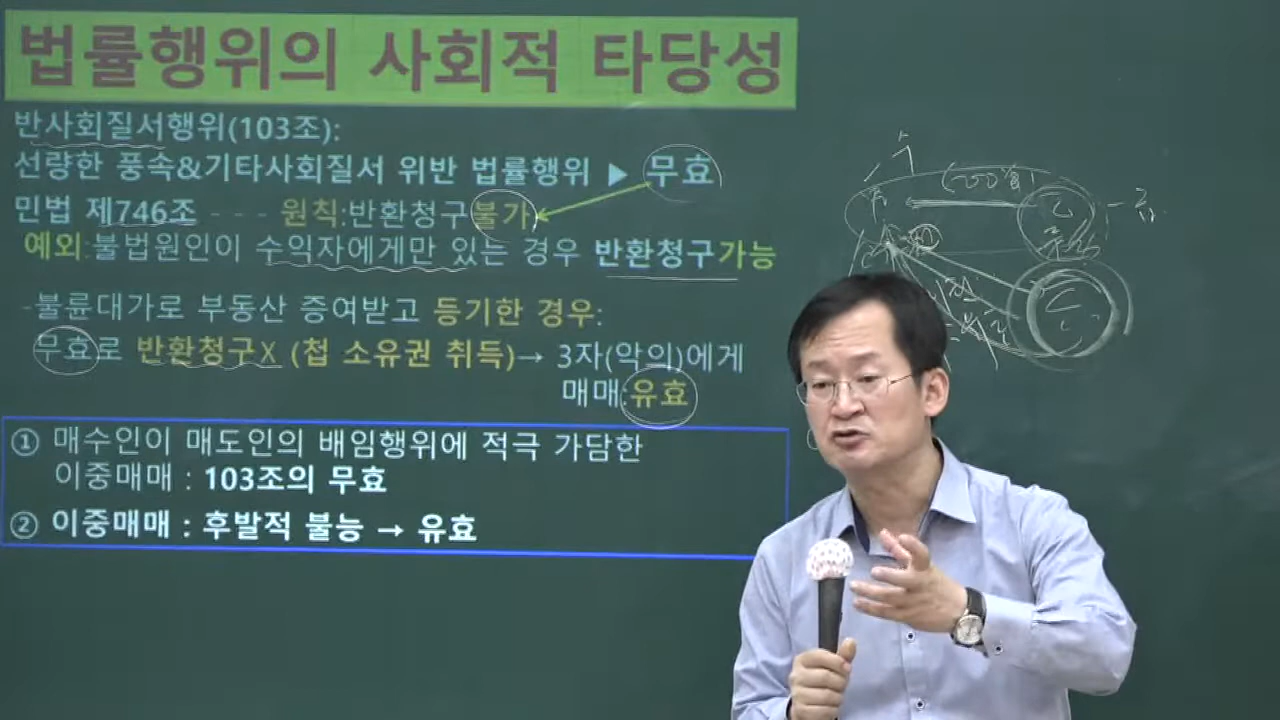 법률행위의 사회적 타당성
반사회질서행위(103조):
선량한 풍속&기타사회질서 위반 법률행위 ▶ 무효
민법 제746조 - - - 원칙:반환청구불가
예외:불법원인이 수익자에게만 있는 경우 반환청구가능
-불륜대가로 부동산 증여받고 등기한 경우:
무효로 반환청구X (첩 소유권 취득)→ 3자(악의)에게
매매:유효
① 매수인이 매도인의 배임행위에 적극 가담한
이중매매 : 103조의 무효
② 이중매매 : 후발적 불능 → 유효